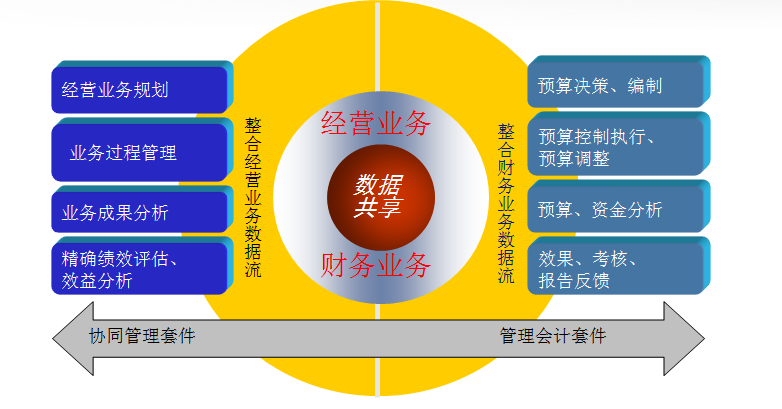 经营业务规划
业务过程管理
业务成果分析
精确绩效评估、
效益分析
整合经营业务数据流
经营业务
数据
共享
财务业务
整合财务业务数据流
预算决策、编制
预算控制执行、
预算调整
预算、资金分析
效果、考核、
报告反馈
协同管理套件
管理会计套件